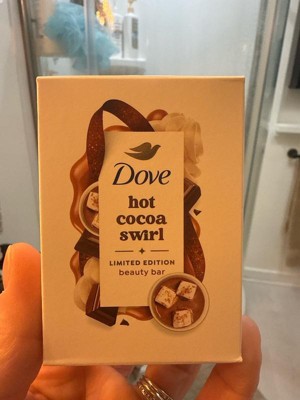 Dove
hot
cocoa
swirl
LIMITED EDITION
beauty bar